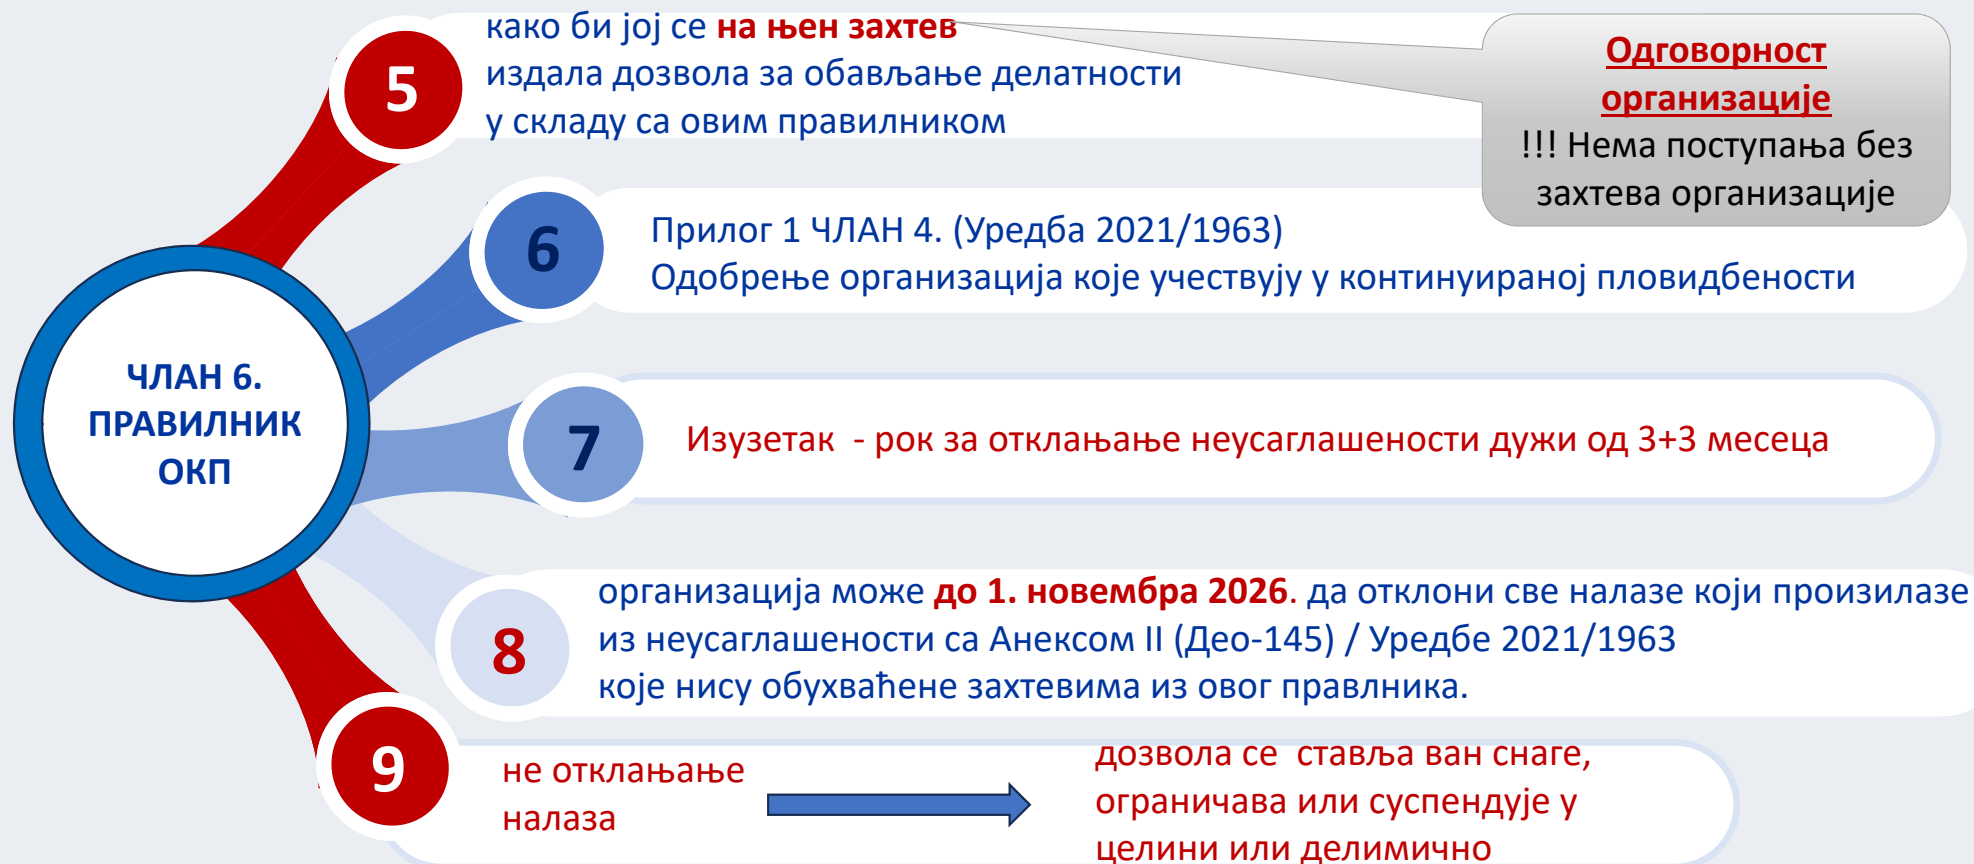 5
како би јој се на њен захтев
издала дозвола за обављање делатности
у складу са овим правилником
Одговорност
организације
!!! Нема поступања без
захтева организације
6
Прилог 1 ЧЛАН 4. (Уредба 2021/1963)
Одобрење организација које учествују у континуираној пловидбености
ЧЛАН 6.
ПРАВИЛНИК
ОКП
7
Изузетак - рок за отклањање неусаглашености дужи од 3+3 месеца
8
организација може до 1. новембра 2026. да отклони све налазе који произилазе
из неусаглашености са Анексом II (Део-145) / Уредбе 2021/1963
које нису обухваћене захтевима из овог правлника.
9
не отклањање
налаза
дозвола се ставља ван снаге,
ограничава или суспендује у
целини или делимично